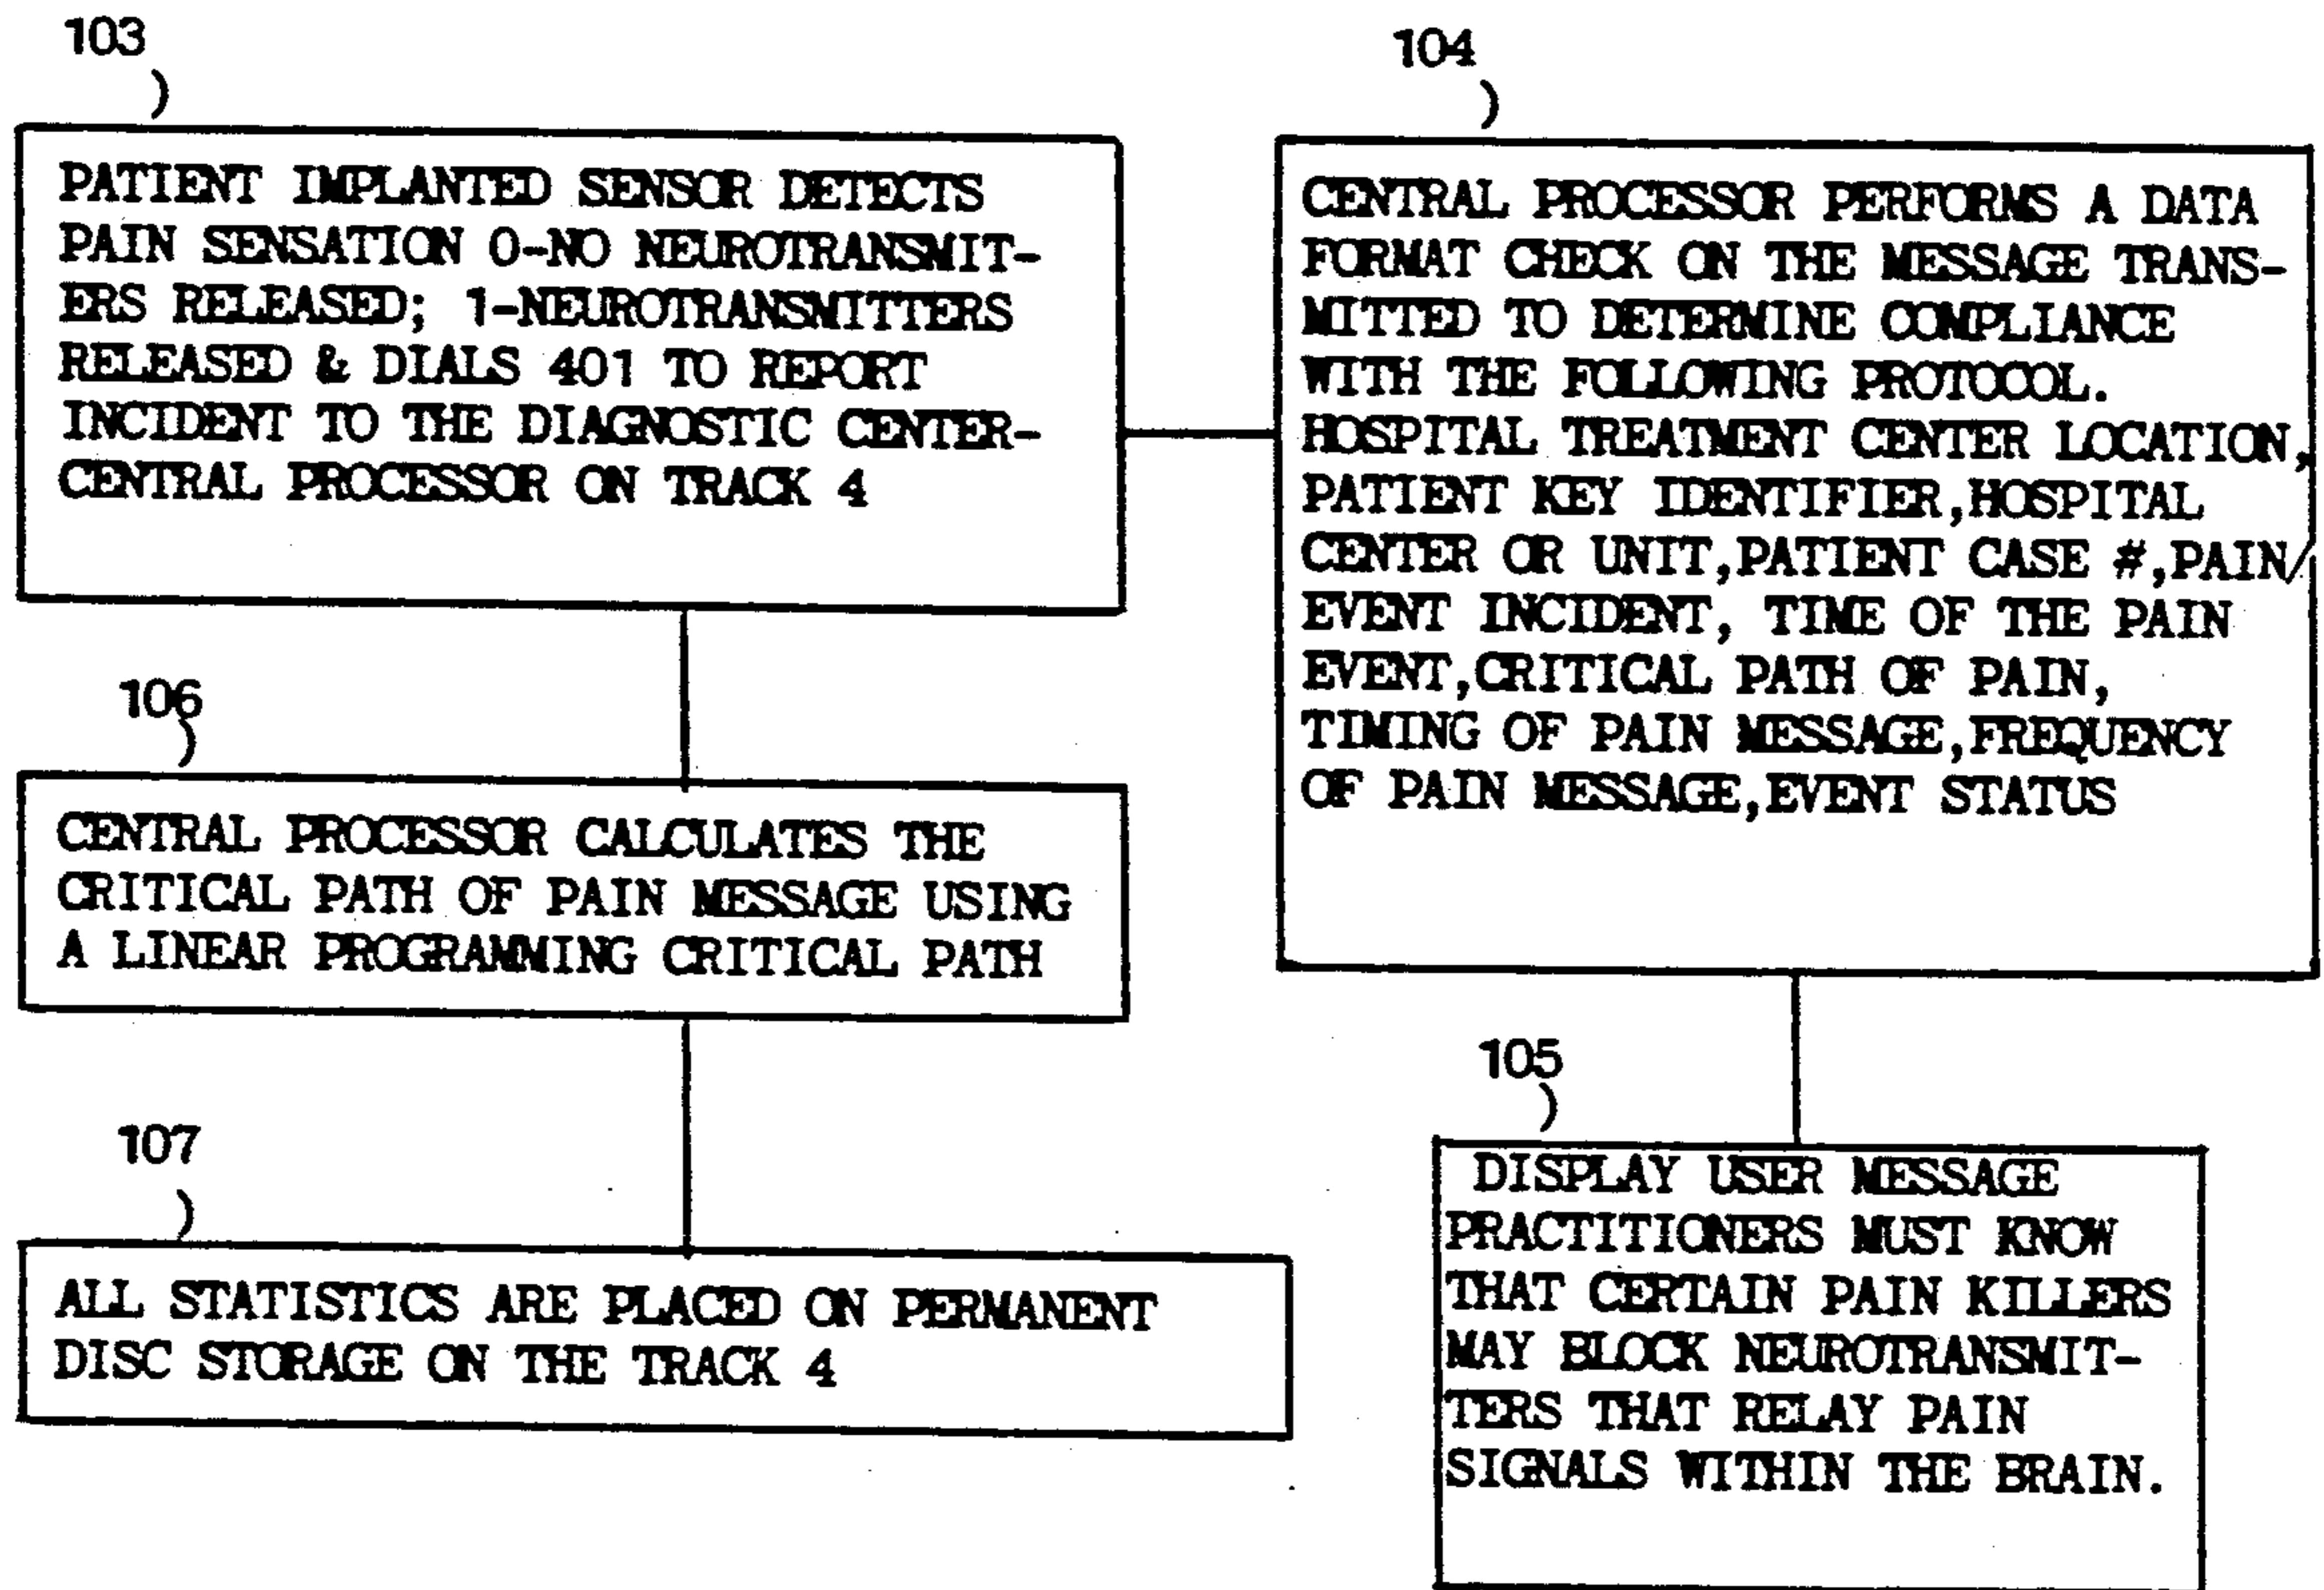 103
PATIENT IMPLANTED SENSOR DETECTS
PAIN SENSATION 0-NO NEUROTRANSMIT-
ERS RELEASED; 1-NEUROTRANSMITTERS
RELEASED & DIALS 401 TO REPORT
INCIDENT TO THE DIAGNOSTIC CENTER-
CENTRAL PROCESSOR ON TRACK 4
104
CENTRAL PROCESSOR PERFORMS A DATA
FORMAT CHECK ON THE MESSAGE TRANS-
MITTED TO DETERMINE COMPLIANCE
WITH THE FOLLOWING PROTOCOL.
HOSPITAL TREATMENT CENTER LOCATION,
PATIENT KEY IDENTIFIER,HOSPITAL
CENTER OR UNIT,PATIENT CASE #,PAIN/
EVENT INCIDENT, TIME OF THE PAIN
EVENT,CRITICAL PATH OF PAIN,
TIMING OF PAIN MESSAGE,FREQUENCY
OF PAIN MESSAGE,EVENT STATUS
106
CENTRAL PROCESSOR CALCULATES THE
CRITICAL PATH OF PAIN MESSAGE USING
A LINEAR PROGRAMMING CRITICAL PATH
105
DISPLAY USER MESSAGE
PRACTITIONERS MUST KNOW
THAT CERTAIN PAIN KILLERS
MAY BLOCK NEUROTRANSMIT-
TERS THAT RELAY PAIN
SIGNALS WITHIN THE BRAIN.
107
ALL STATISTICS ARE PLACED ON PERMANENT
DISC STORAGE ON THE TRACK 4